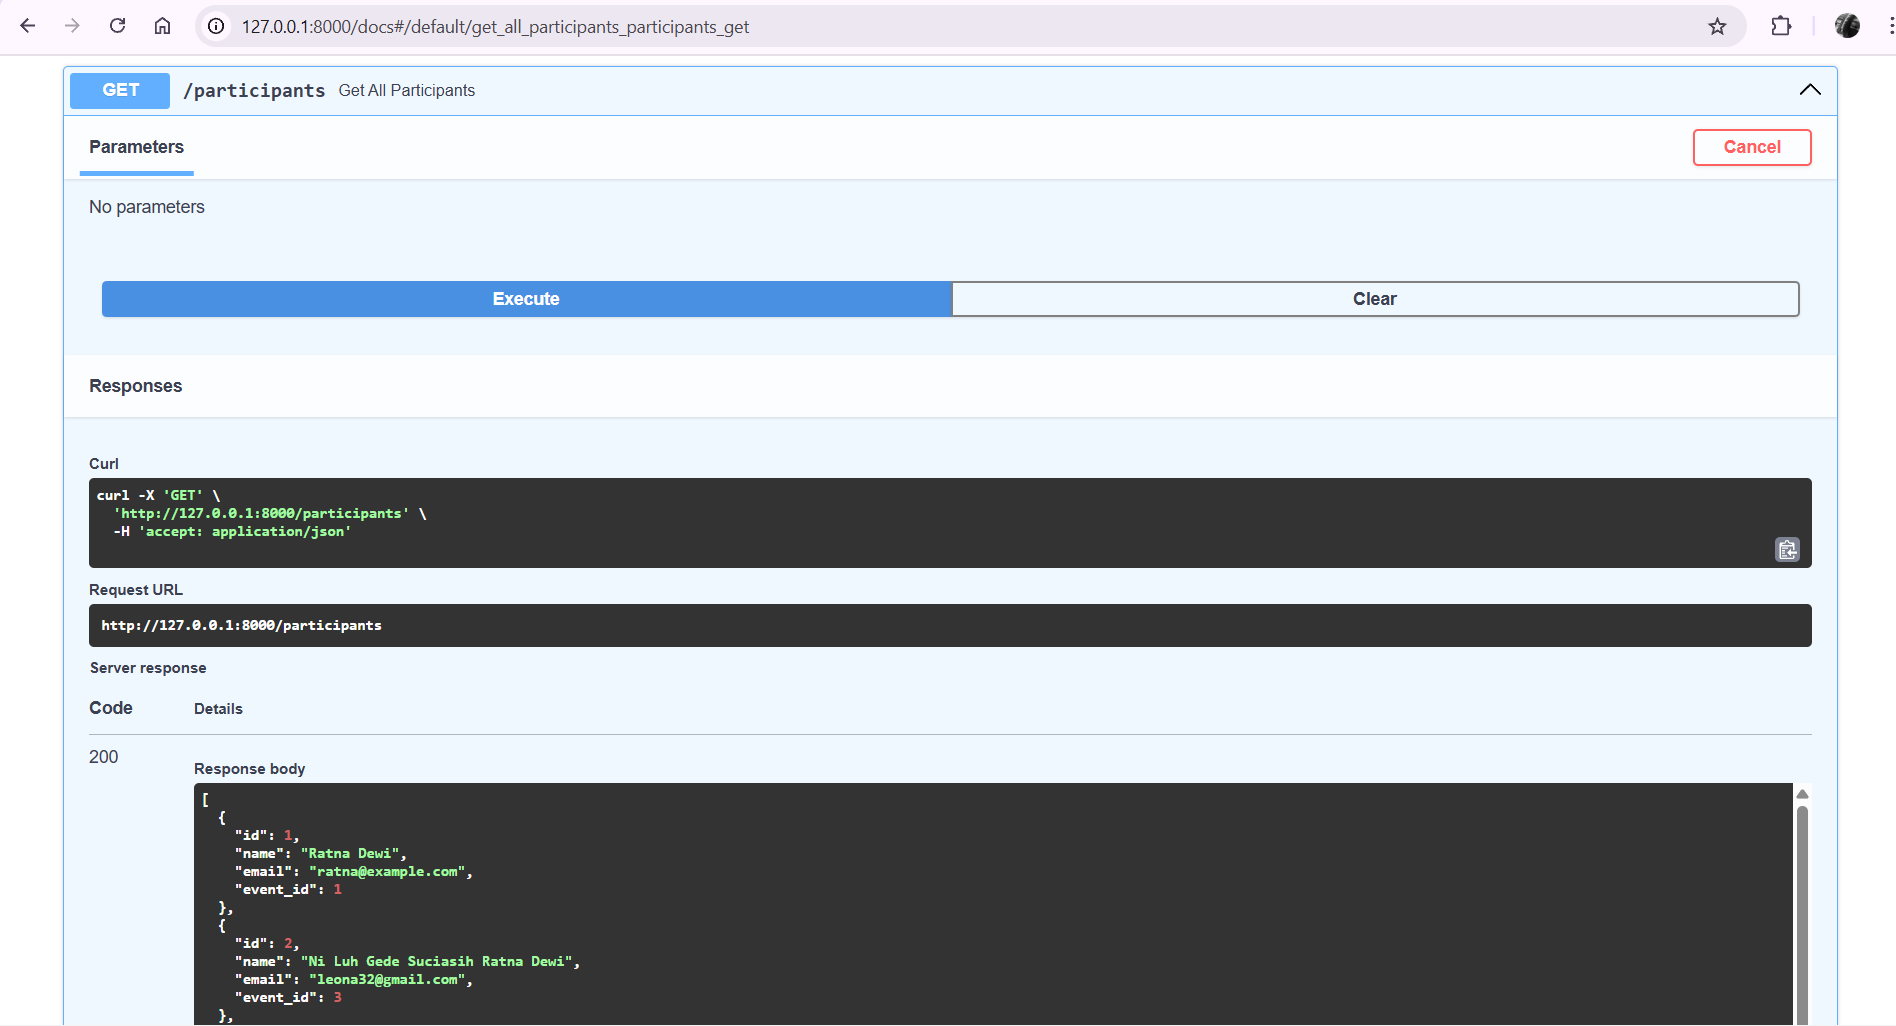 127.0.0.1:8000/docs#/default/get_all_participants_participants_get
GET /participants Get All Participants
Parameters
Cancel
No parameters
Execute
Clear
Responses
Curl
curl -X 'GET' \
'http://127.0.0.1:8000/participants' \
-H 'accept: application/json'
Request URL
http://127.0.0.1:8000/participants
Server response
Code Details
200
Response body
[
{
"id": 1,
"name": "Ratna Dewi",
"email": "ratna@example.com",
"event_id": 1
},
{
"id": 2,
"name": "Ni Luh Gede Suciasih Ratna Dewi",
"email": "leona32@gmail.com",
"event_id": 3
},